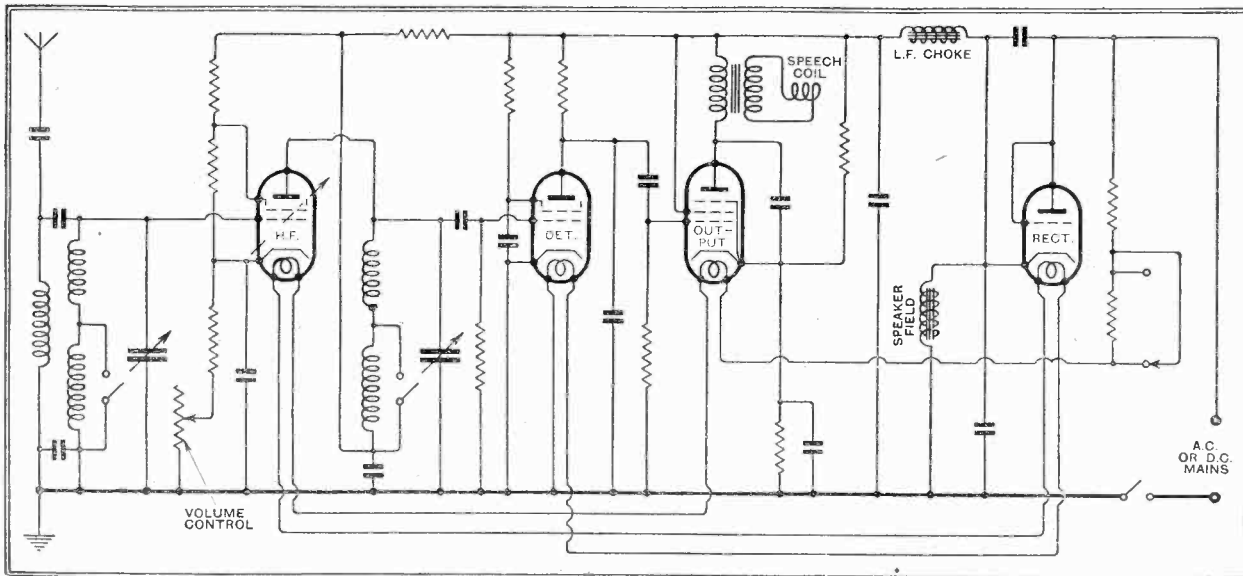 SPEECH
COIL
L.F. CHOKE
H.F.
DET.
OUT-
PUT
RECT.
SPEAKER
FIELD
VOLUME
CONTROL
A.C.
OR D.C.
MAINS